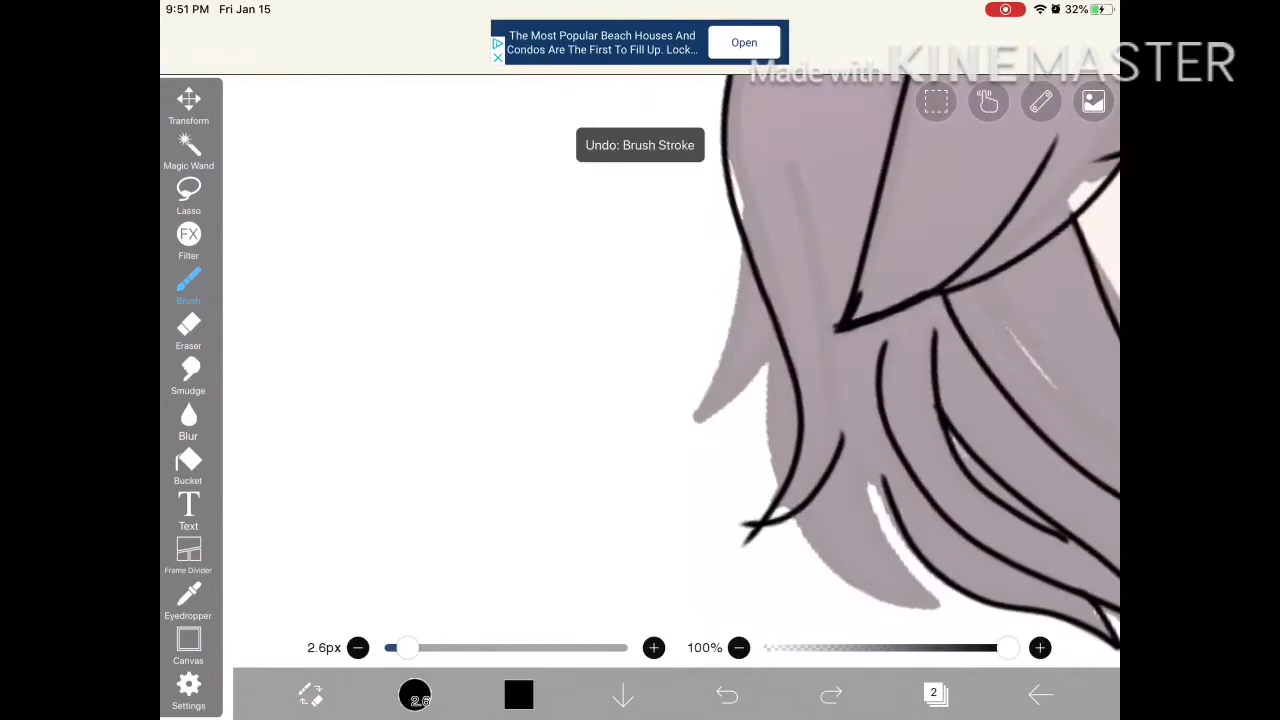 9:51 PM Fri Jan 15
32%
The Most Popular Beach Houses And
Condos Are The First To Fill Up. Lock...
Open
Made with KINEMASTER
Undo: Brush Stroke
Transform
Magic Wand
Lasso
FX
Filter
Brush
Eraser
Smudge
Blur
Bucket
T
Text
Frame Divider
Eyedropper
Canvas
Settings
2.6px
100%
2.6
2